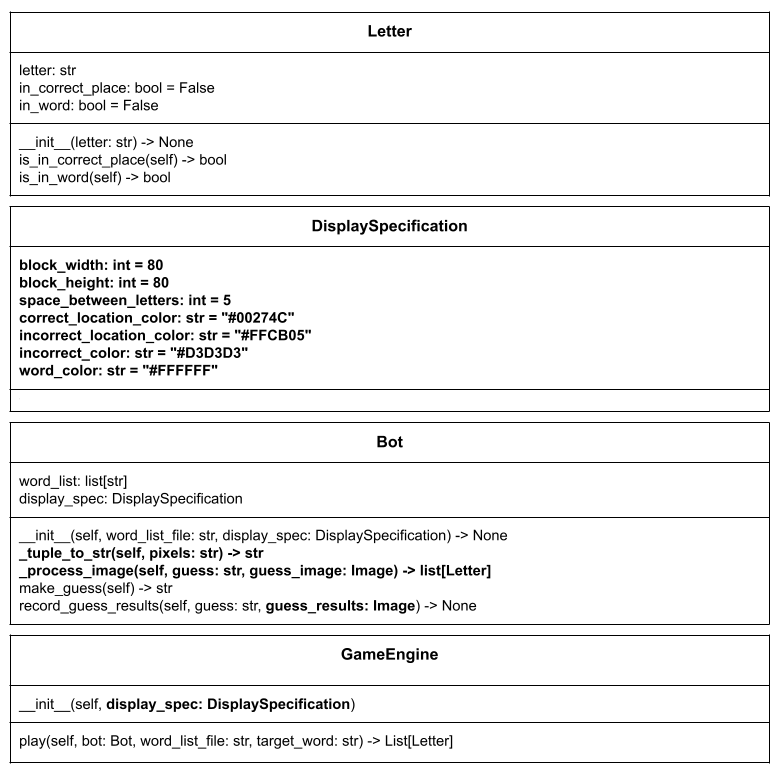 Letter
letter: str
in_correct_place: bool = False
in_word: bool = False
__init__(letter: str) -> None
is_in_correct_place(self) -> bool
is_in_word(self) -> bool
DisplaySpecification
block_width: int = 80
block_height: int = 80
space_between_letters: int = 5
correct_location_color: str = "#00274C"
incorrect_location_color: str = "#FFCB05"
incorrect_color: str = "#D3D3D3"
word_color: str = "#FFFFFF"
Bot
word_list: list[str]
display_spec: DisplaySpecification
__init__(self, word_list_file: str, display_spec: DisplaySpecification) -> None
_tuple_to_str(self, pixels: str) -> str
_process_image(self, guess: str, guess_image: Image) -> list[Letter]
make_guess(self) -> str
record_guess_results(self, guess: str, guess_results: Image) -> None
GameEngine
__init__(self, display_spec: DisplaySpecification)
play(self, bot: Bot, word_list_file: str, target_word: str) -> List[Letter]